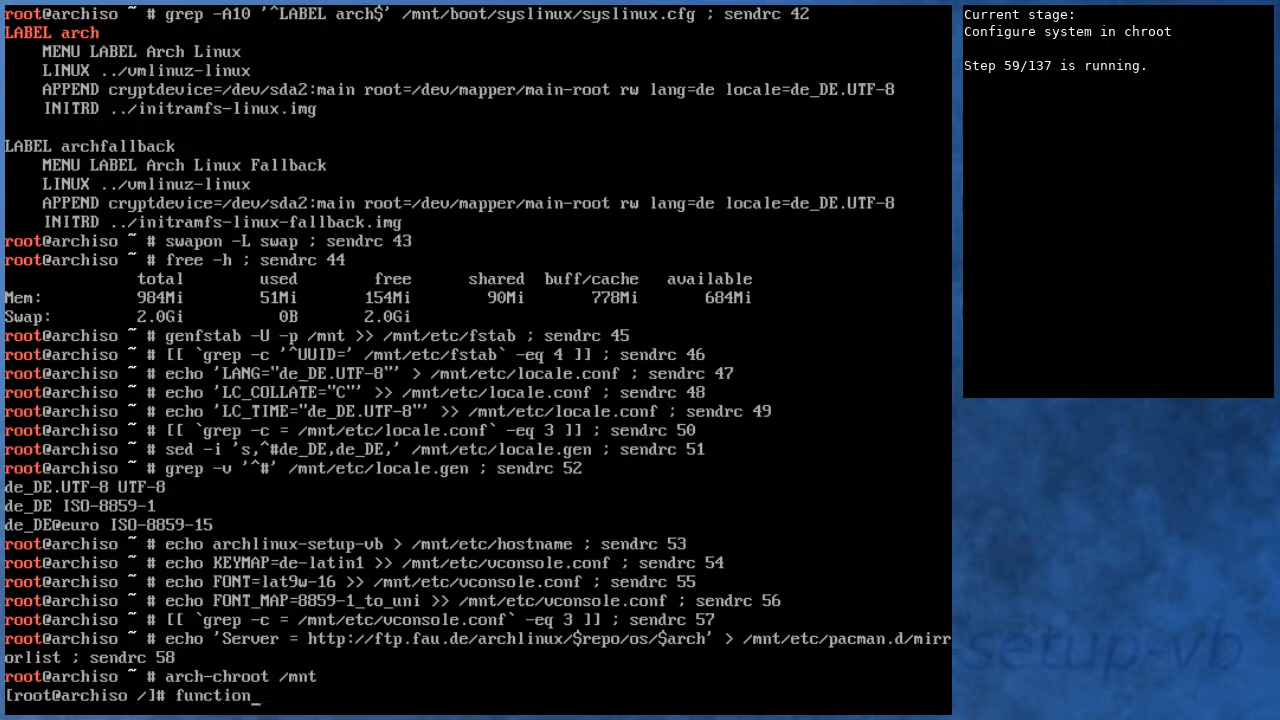 root@archiso ~ # grep -A10 '^LABEL arch$' /mnt/boot/syslinux/syslinux.cfg ; sendrc 42
LABEL arch
    MENU LABEL Arch Linux
    LINUX ../vmlinuz-linux
    APPEND cryptdevice=/dev/sda2:main root=/dev/mapper/main-root rw lang=de locale=de_DE.UTF-8
    INITRD ../initramfs-linux.img

LABEL archfallback
    MENU LABEL Arch Linux Fallback
    LINUX ../vmlinuz-linux
    APPEND cryptdevice=/dev/sda2:main root=/dev/mapper/main-root rw lang=de locale=de_DE.UTF-8
    INITRD ../initramfs-linux-fallback.img
root@archiso ~ # swapon -L swap ; sendrc 43
root@archiso ~ # free -h ; sendrc 44
              total        used        free      shared  buff/cache   available
Mem:          984Mi        51Mi       154Mi        90Mi       778Mi       684Mi
Swap:         2.0Gi          0B       2.0Gi
root@archiso ~ # genfstab -U -p /mnt >> /mnt/etc/fstab ; sendrc 45
root@archiso ~ # [[ `grep -c '^UUID=' /mnt/etc/fstab` -eq 4 ]] ; sendrc 46
root@archiso ~ # echo 'LANG="de_DE.UTF-8"' > /mnt/etc/locale.conf ; sendrc 47
root@archiso ~ # echo 'LC_COLLATE="C"' >> /mnt/etc/locale.conf ; sendrc 48
root@archiso ~ # echo 'LC_TIME="de_DE.UTF-8"' >> /mnt/etc/locale.conf ; sendrc 49
root@archiso ~ # [[ `grep -c = /mnt/etc/locale.conf` -eq 3 ]] ; sendrc 50
root@archiso ~ # sed -i 's,^#de_DE,de_DE,' /mnt/etc/locale.gen ; sendrc 51
root@archiso ~ # grep -v '^#' /mnt/etc/locale.gen ; sendrc 52
de_DE.UTF-8 UTF-8
de_DE ISO-8859-1
de_DE@euro ISO-8859-15
root@archiso ~ # echo archlinux-setup-vb > /mnt/etc/hostname ; sendrc 53
root@archiso ~ # echo KEYMAP=de-latin1 >> /mnt/etc/vconsole.conf ; sendrc 54
root@archiso ~ # echo FONT=lat9w-16 >> /mnt/etc/vconsole.conf ; sendrc 55
root@archiso ~ # echo FONT_MAP=8859-1_to_uni >> /mnt/etc/vconsole.conf ; sendrc 56
root@archiso ~ # [[ `grep -c = /mnt/etc/vconsole.conf` -eq 3 ]] ; sendrc 57
root@archiso ~ # echo 'Server = http://ftp.fau.de/archlinux/$repo/os/$arch' > /mnt/etc/pacman.d/mirr
orlist ; sendrc 58
root@archiso ~ # arch-chroot /mnt
[root@archiso /]# function_
Current stage:
Configure system in chroot

Step 59/137 is running.
setup-vb